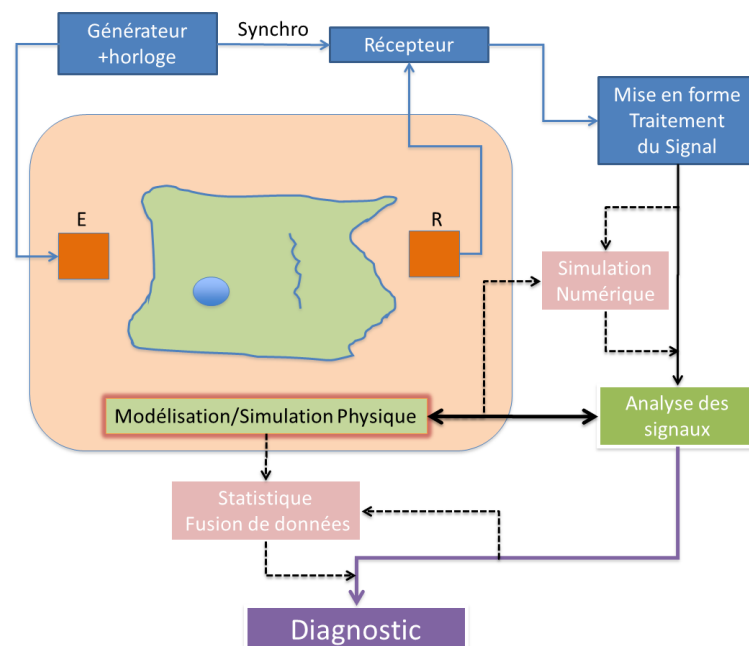 Générateur
+horloge
Synchro
Récepteur
Mise en forme
Traitement
du Signal
E
R
Simulation
Numérique
Modélisation/Simulation Physique
Analyse des
signaux
Statistique
Fusion de données
Diagnostic